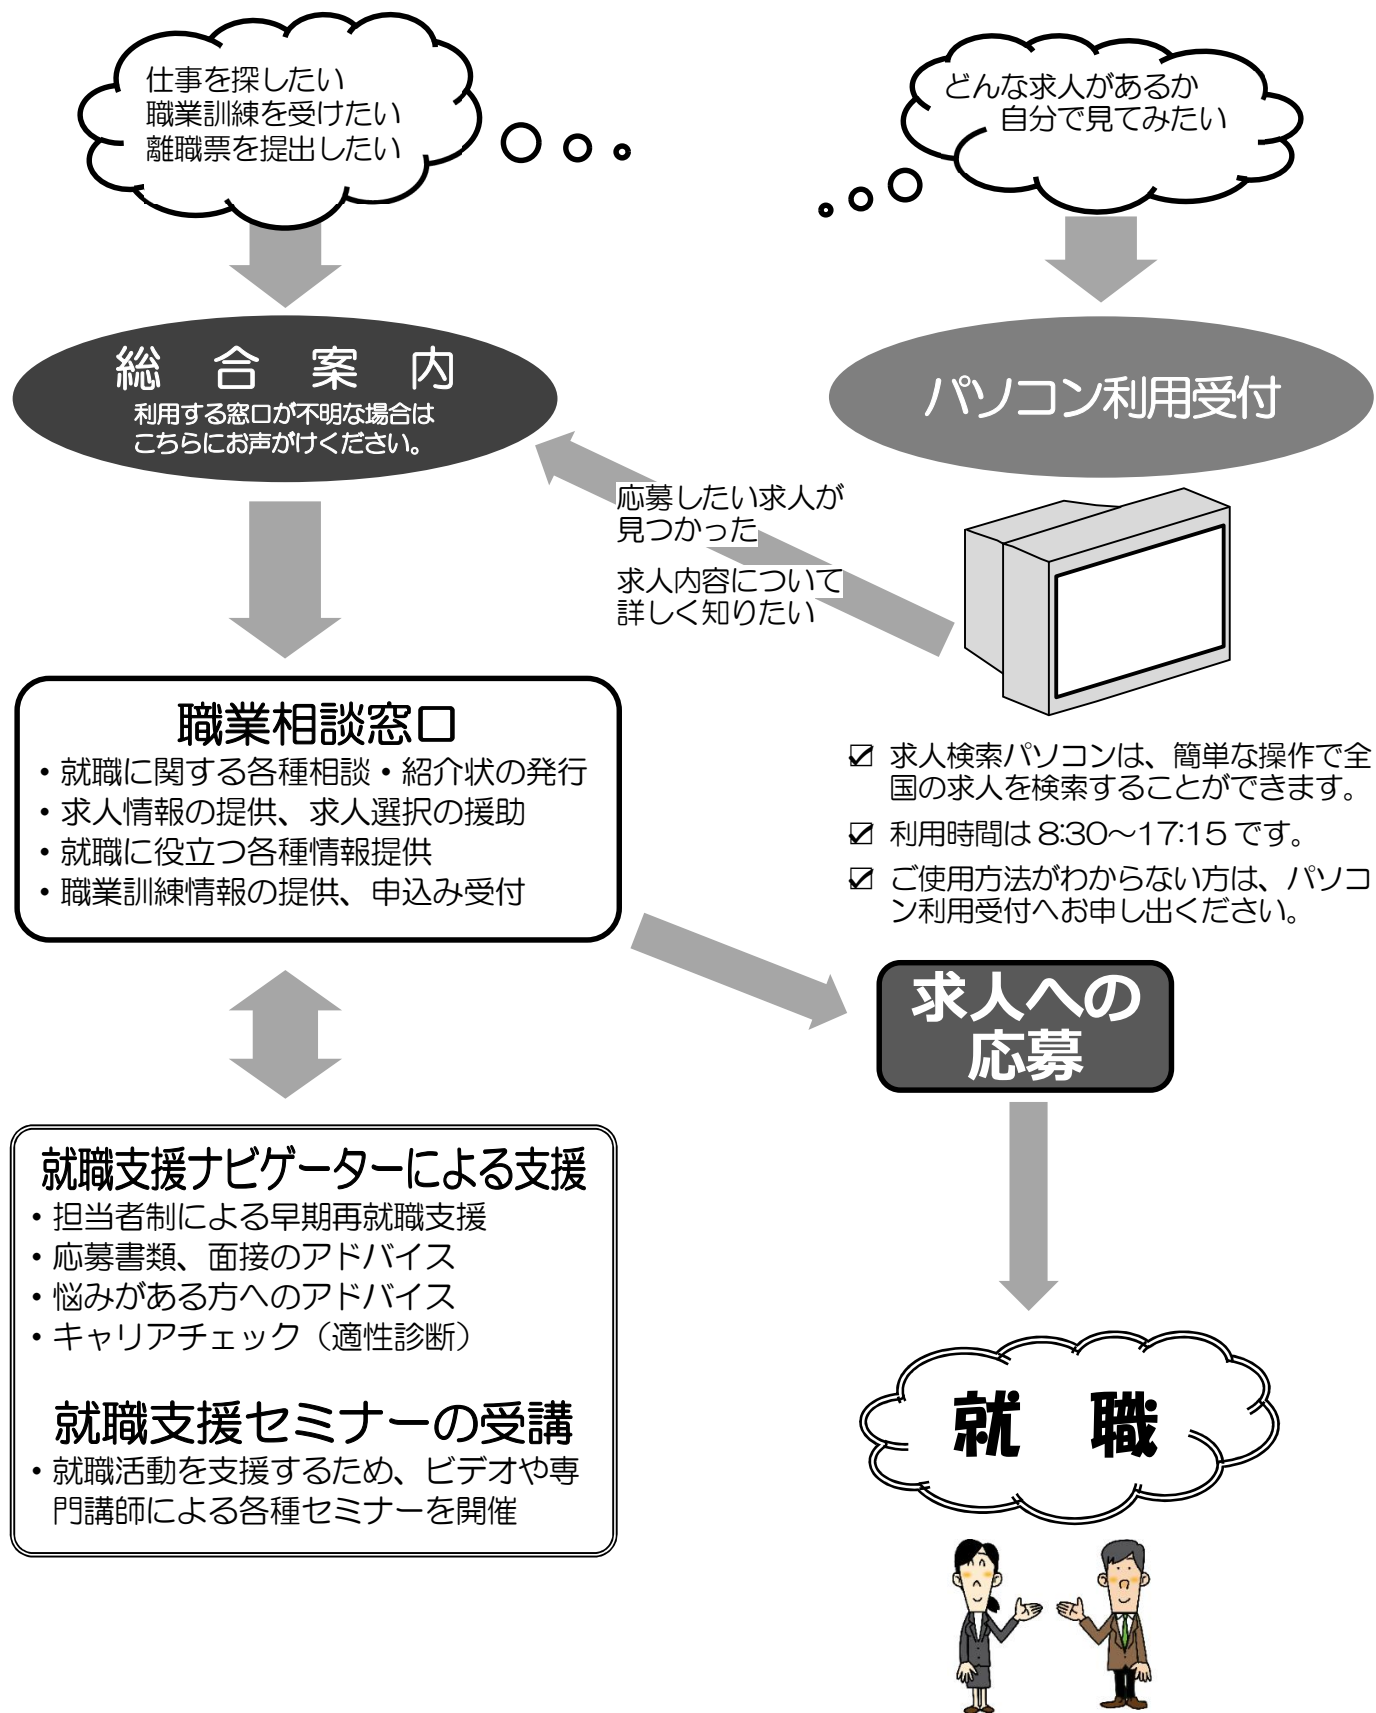 仕事を探したい
職業訓練を受けたい
離職票を提出したい
どんな求人があるか
自分で見てみたい
総 合 案 内
利用する窓口が不明な場合は
こちらにお声がけください。
パソコン利用受付
応募したい求人が
見つかった
求人内容について
詳しく知りたい
職業相談窓口
・就職に関する各種相談・紹介状の発行
・求人情報の提供、求人選択の援助
・就職に役立つ各種情報提供
・職業訓練情報の提供、申込み受付
☑ 求人検索パソコンは、簡単な操作で全
国の求人を検索することができます。
☑ 利用時間は 8:30～17:15 です。
☑ ご使用方法がわからない方は、パソコ
ン利用受付へお申し出ください。
求人への
応募
就職支援ナビゲーターによる支援
・担当者制による早期再就職支援
・応募書類、面接のアドバイス
・悩みがある方へのアドバイス
・キャリアチェック（適性診断）
就職支援セミナーの受講
・就職活動を支援するため、ビデオや専
門講師による各種セミナーを開催
就 職